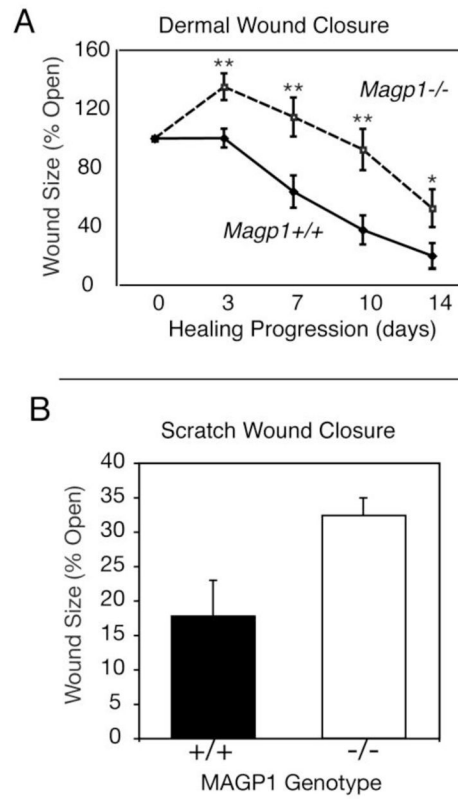 A
Dermal Wound Closure
Wound Size (% Open)
160
120
80
40
0
**
**
**
*
Magp1-/-
Magp1+/+
0 3 7 10 14
Healing Progression (days)
B
Scratch Wound Closure
Wound Size (% Open)
40
35
30
25
20
15
10
5
0
+/+ -/-
MAGP1 Genotype